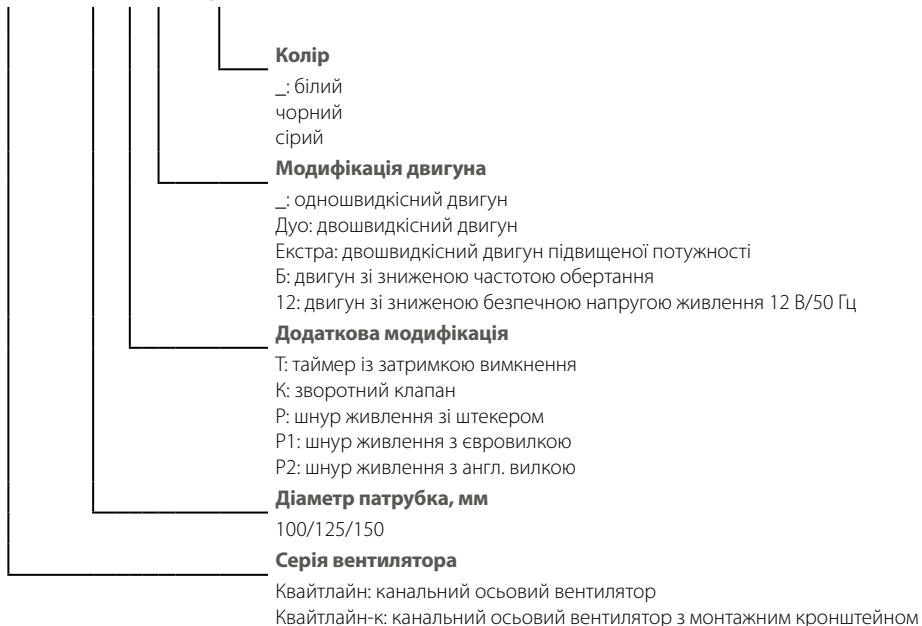 Колір
_: білий
чорний
сірий
Модифікація двигуна
_: одношвидкісний двигун
Дуо: двошвидкісний двигун
Екстра: двошвидкісний двигун підвищеної потужності
Б: двигун зі зниженою частотою обертання
12: двигун зі зниженою безпечною напругою живлення 12 В/50 Гц
Додаткова модифікація
Т: таймер із затримкою вимкнення
К: зворотний клапан
Р: шнур живлення зі штекером
Р1: шнур живлення з євровилкою
Р2: шнур живлення з англ. вилкою
Діаметр патрубка, мм
100/125/150
Серія вентилятора
Квайтлайн: канальний осьовий вентилятор
Квайтлайн-к: канальний осьовий вентилятор з монтажним кронштейном